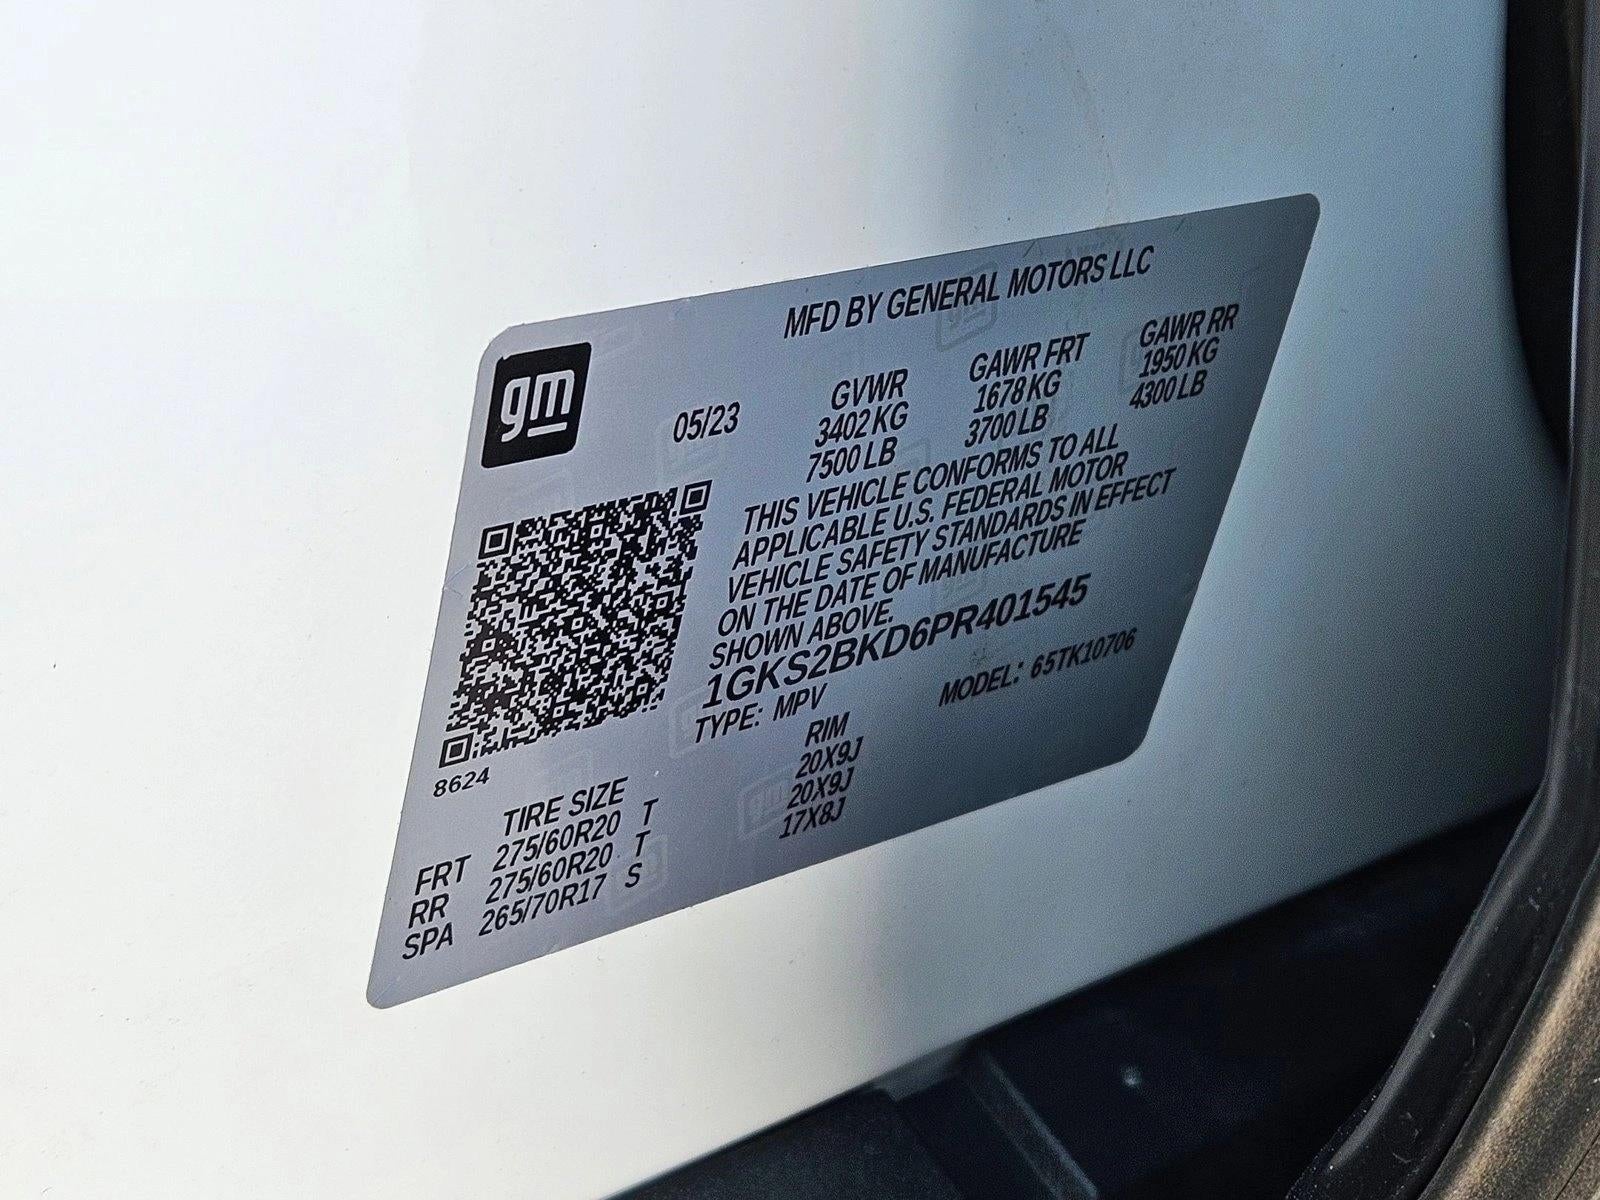 MFD BY GENERAL MOTORS LLC
gm
05/23
GVWR
3402 KG
7500 LB
GAWR FRT
1678 KG
3700 LB
GAWR RR
1950 KG
4300 LB
THIS VEHICLE CONFORMS TO ALL
APPLICABLE U.S. FEDERAL MOTOR
VEHICLE SAFETY STANDARDS IN EFFECT
ON THE DATE OF MANUFACTURE
SHOWN ABOVE.
1GKS2BKD6PR401545
TYPE: MPV
MODEL: 65TK10706
8624
TIRE SIZE RIM
FRT 275/60R20 T 20X9J
RR 275/60R20 T 20X9J
SPA 265/70R17 S 17X8J